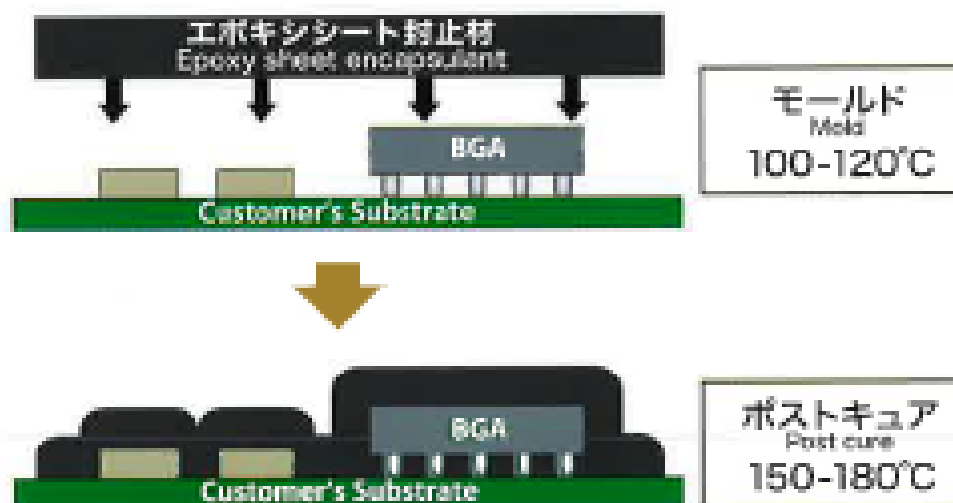 エポキシシート封止材
Epoxy sheet encapsulant
BGA
Customer's Substrate
モールド
Mold
100-120℃
BGA
Customer's Substrate
ポストキュア
Post cure
150-180℃